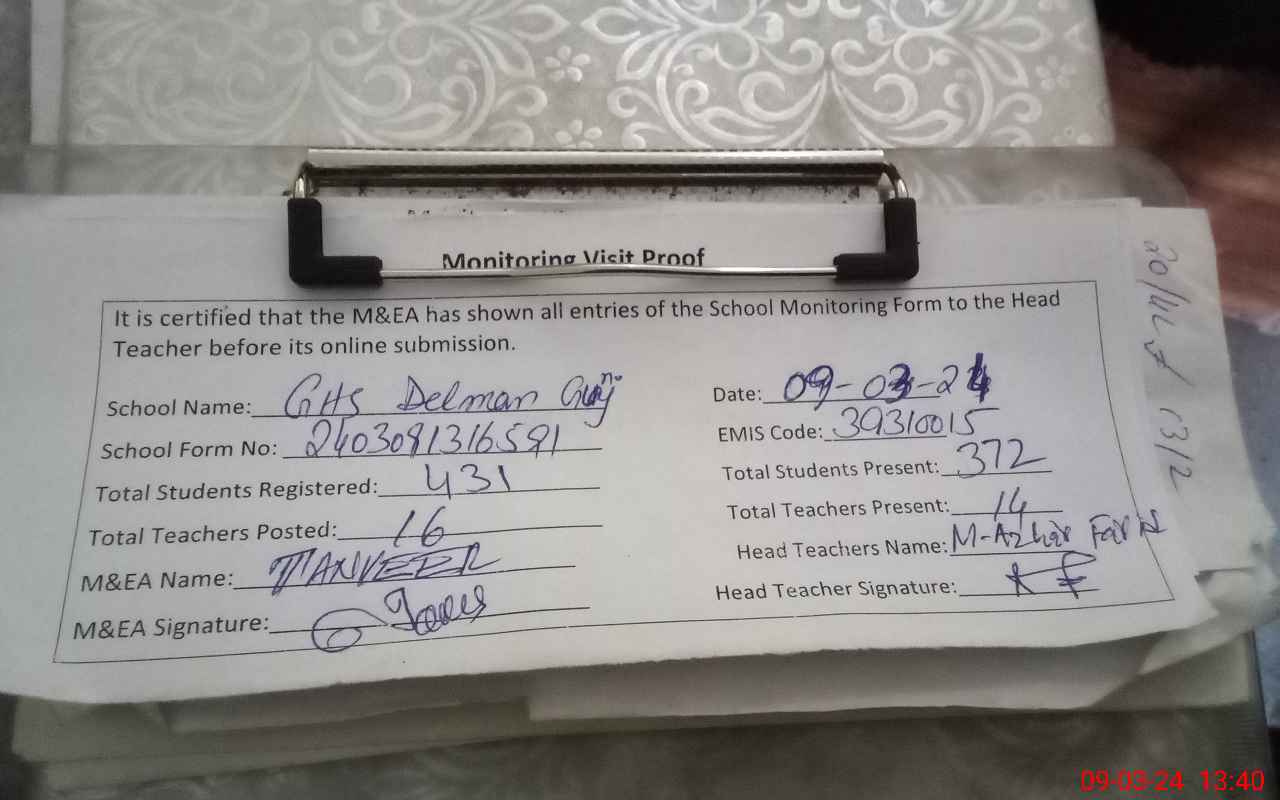 Monitoring Visit Proof
It is certified that the M&EA has shown all entries of the School Monitoring Form to the Head
Teacher before its online submission.
School Name: GHS Delman
Date: 09-03-24
School Form No: 2403091316591
EMIS Code: 39310015
Total Students Registered: 431
Total Students Present: 372
Total Teachers Posted: 16
Total Teachers Present: 14
M&EA Name: TANVEER
Head Teachers Name: M-Azhar
M&EA Signature:
Head Teacher Signature:
13/2
09-03-24 13:40